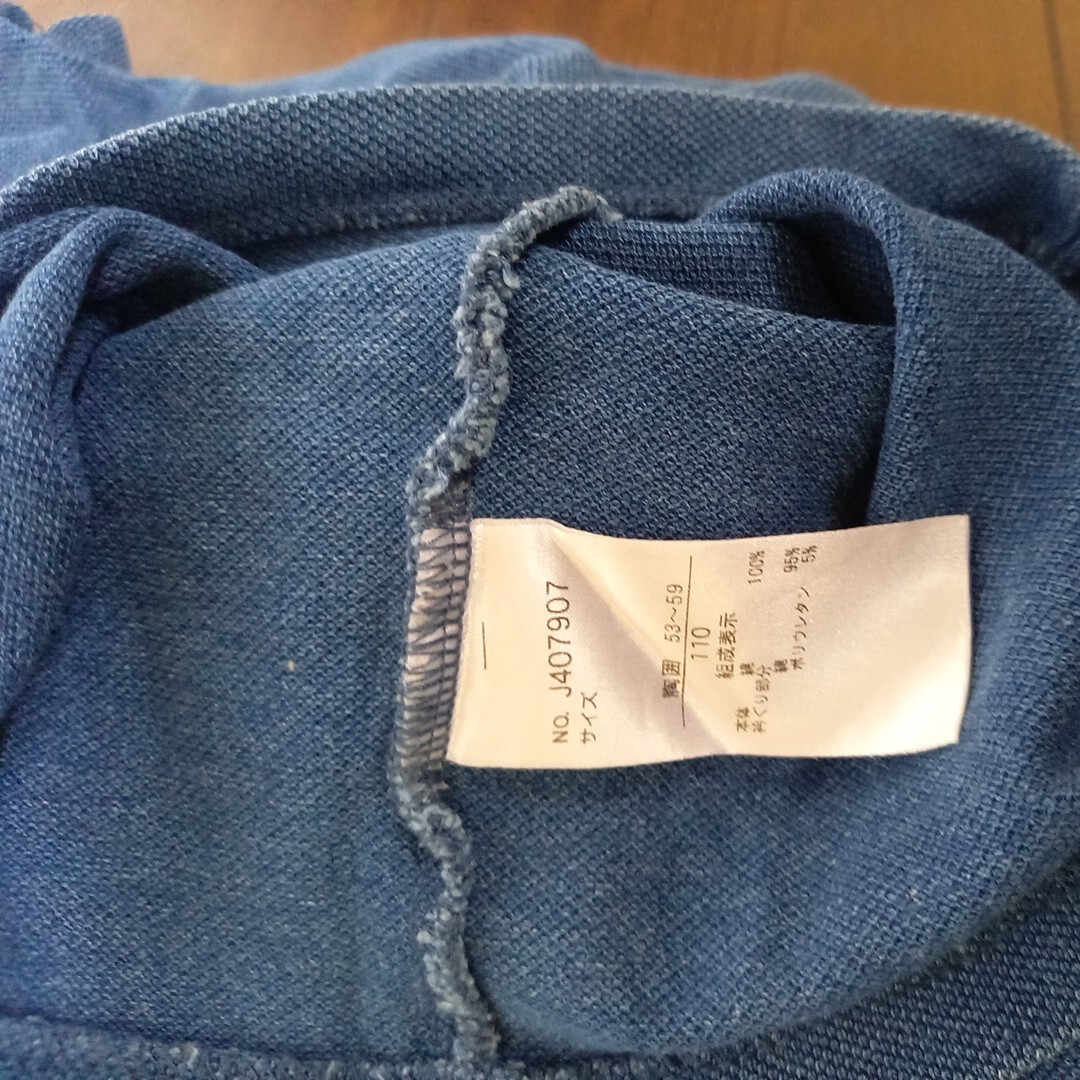 NO. J407907
サイズ
胸囲 53～59
110
組成表示
本体 綿 100%
衿ぐり部分 綿 95%
ポリウレタン 5%